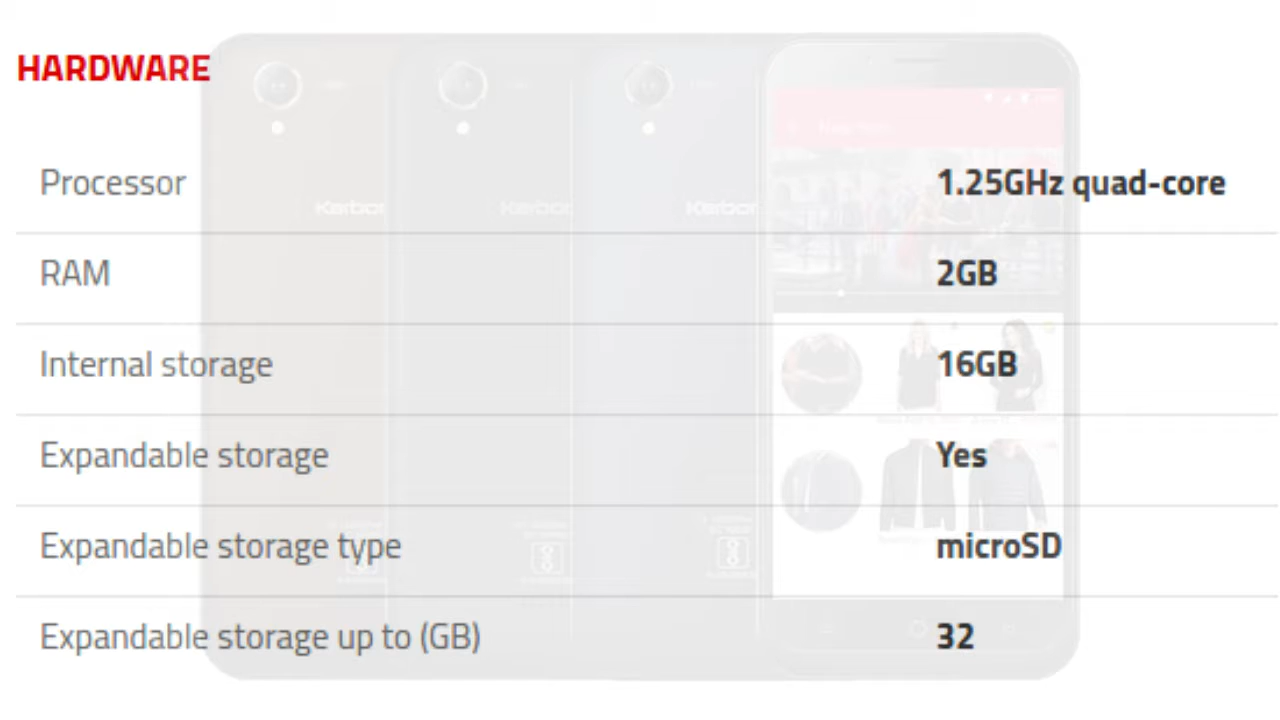 HARDWARE
Processor 1.25GHz quad-core
RAM 2GB
Internal storage 16GB
Expandable storage Yes
Expandable storage type microSD
Expandable storage up to (GB) 32